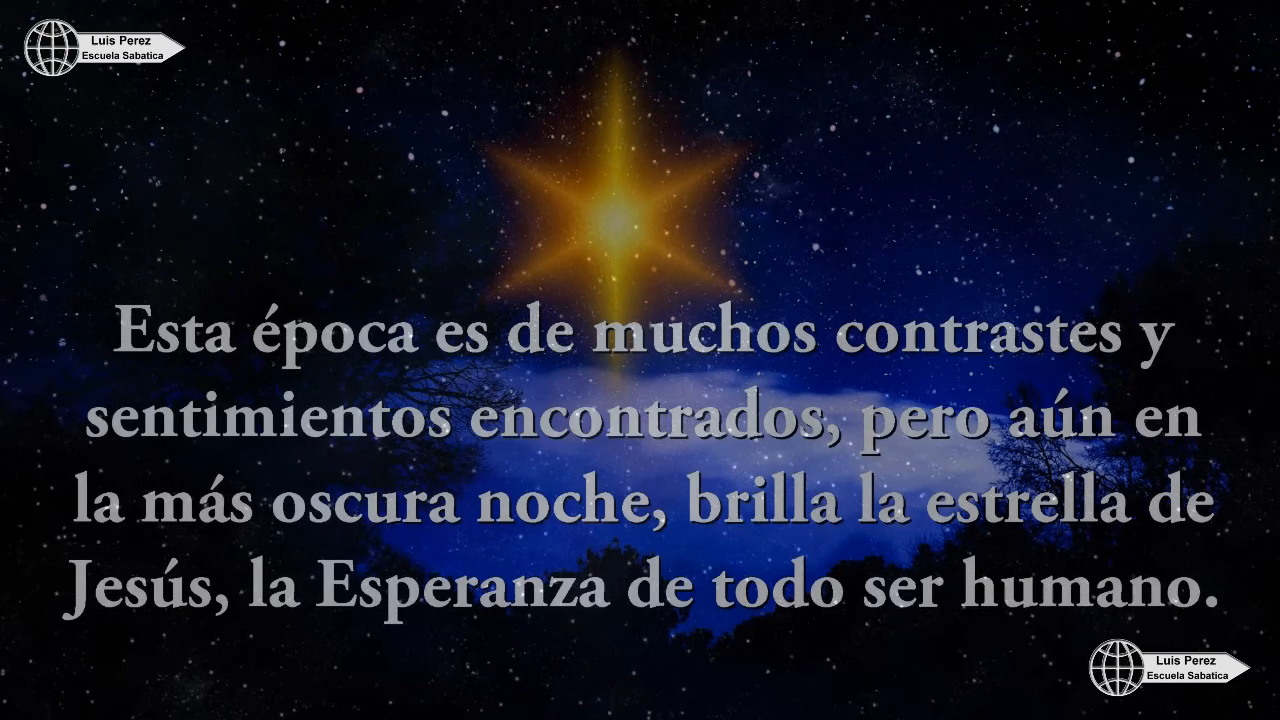 Luis Perez
Escuela Sabatica
Esta época es de muchos contrastes y
sentimientos encontrados, pero aún en
la más oscura noche, brilla la estrella de
Jesús, la Esperanza de todo ser humano.
Luis Perez
Escuela Sabatica